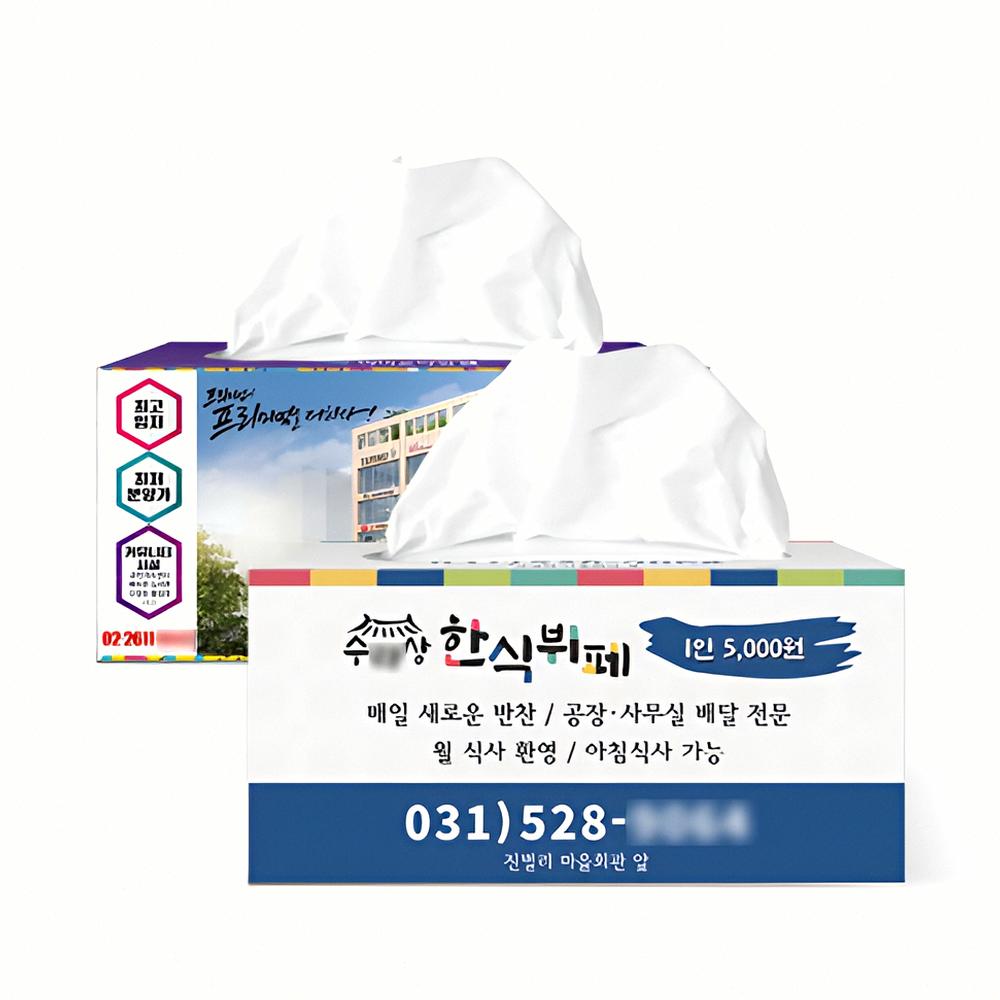 최고
입지
최저
분양가
커뮤니티
시설
프리미엄을 더하다!
02·2611
수
상 한식뷔페
1인 5,000원
매일 새로운 반찬 / 공장·사무실 배달 전문
월 식사 환영 / 아침식사 가능
031)528-
진벌리 마을회관 앞